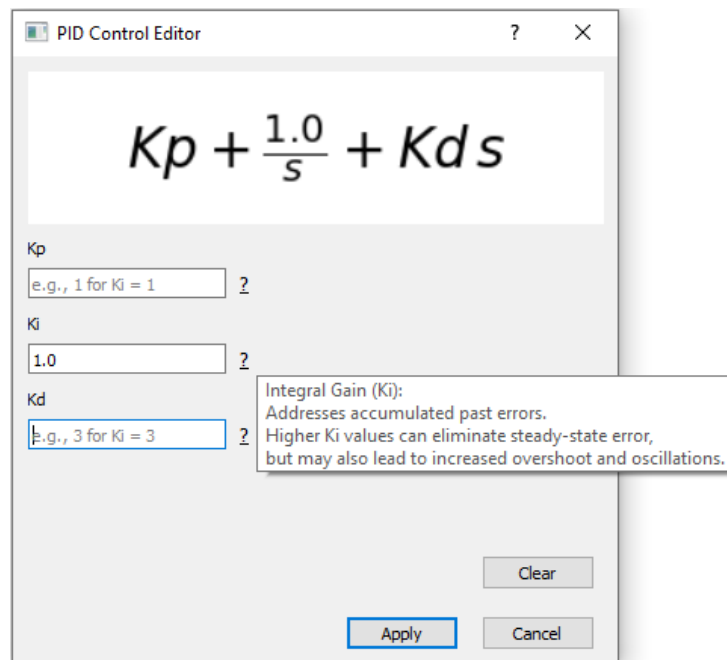 PID Control Editor ?
Kp + 1.0/s + Kd s
Kp
e.g., 1 for Ki = 1 ?
Ki
1.0 ?
Kd
e.g., 3 for Ki = 3 ?
Integral Gain (Ki):
Addresses accumulated past errors.
Higher Ki values can eliminate steady-state error,
but may also lead to increased overshoot and oscillations.
Clear
Apply Cancel